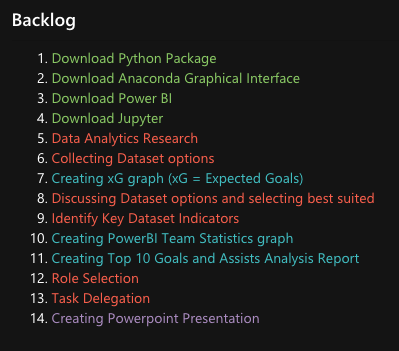 Backlog
1. Download Python Package
2. Download Anaconda Graphical Interface
3. Download Power BI
4. Download Jupyter
5. Data Analytics Research
6. Collecting Dataset options
7. Creating xG graph (xG = Expected Goals)
8. Discussing Dataset options and selecting best suited
9. Identify Key Dataset Indicators
10. Creating PowerBI Team Statistics graph
11. Creating Top 10 Goals and Assists Analysis Report
12. Role Selection
13. Task Delegation
14. Creating Powerpoint Presentation